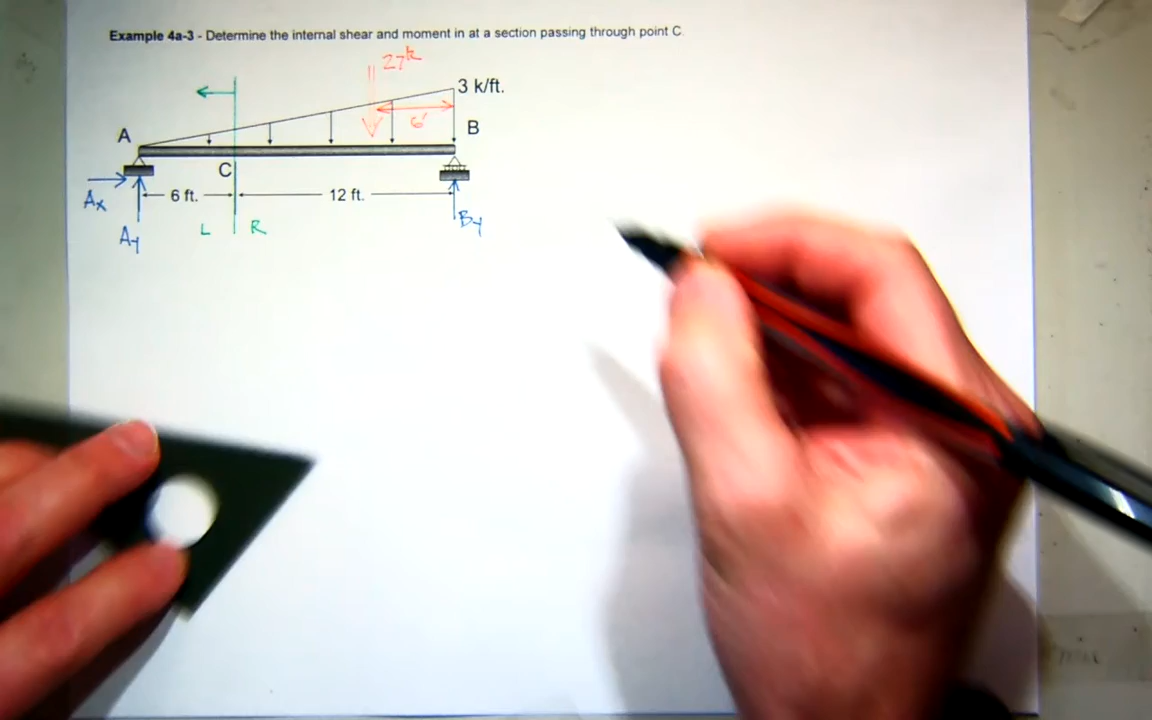 Example 4a-3 - Determine the internal shear and moment in at a section passing through point C.
27k
3 k/ft.
6'
A
B
C
6 ft.
12 ft.
Ax
Ay
L
R
By